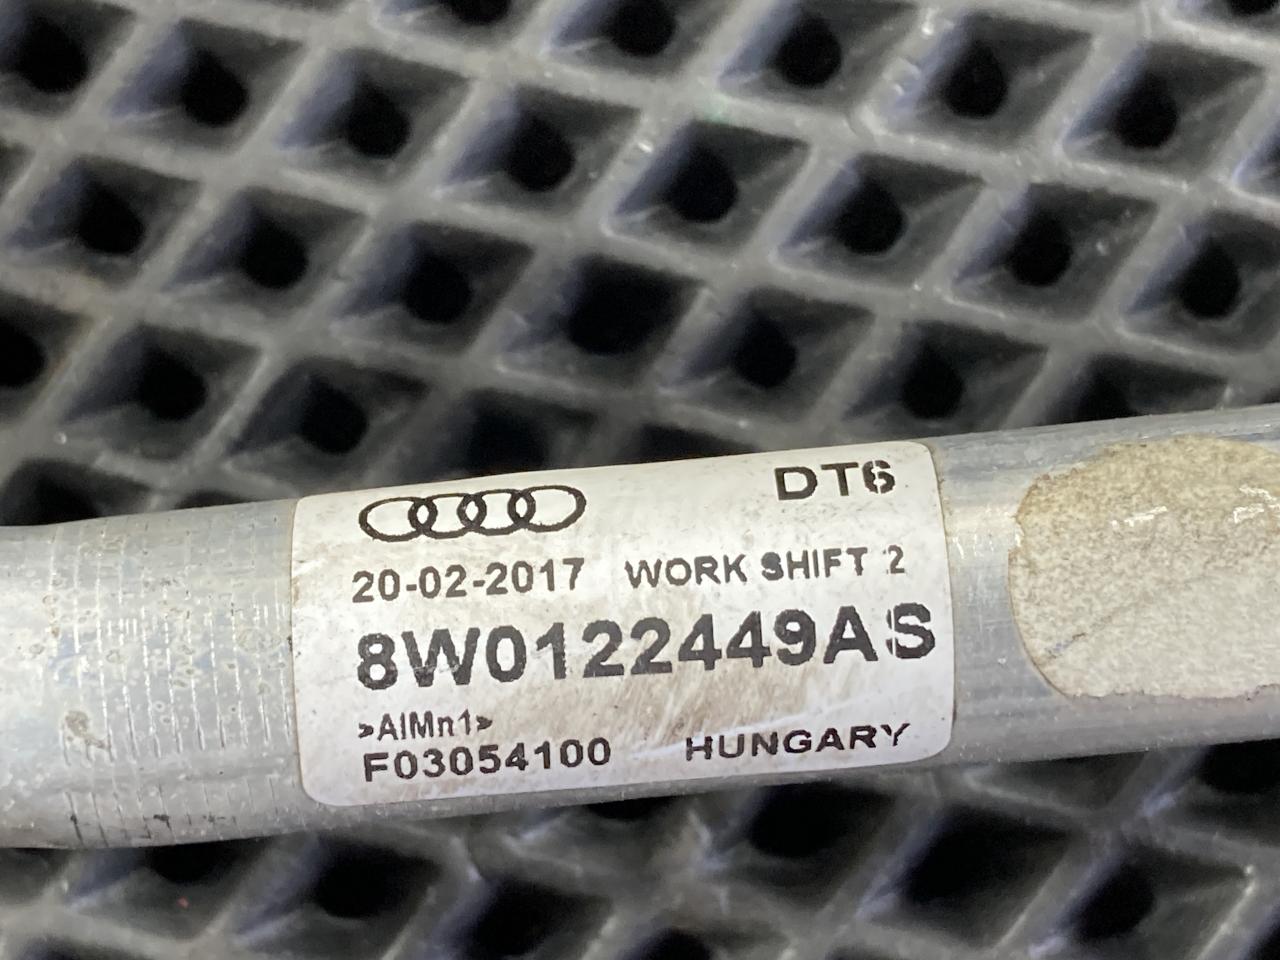 DT6
20-02-2017 WORK SHIFT 2
8W0122449AS
»AlMn1»
F03054100 HUNGARY